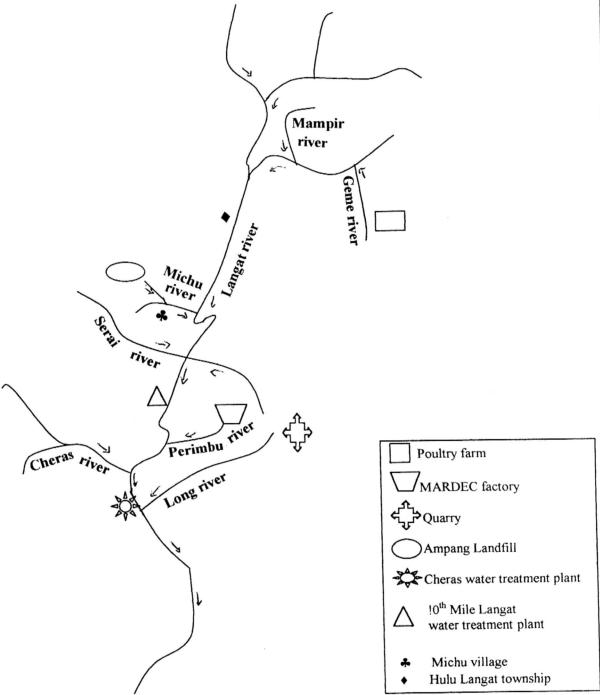 Mampir
river
Geme river
Langat river
Michu
river
Serai river
Perimbu river
Cheras river
Long river
Poultry farm
MARDEC factory
Quarry
Ampang Landfill
Cheras water treatment plant
!0th Mile Langat
water treatment plant
Michu village
Hulu Langat township